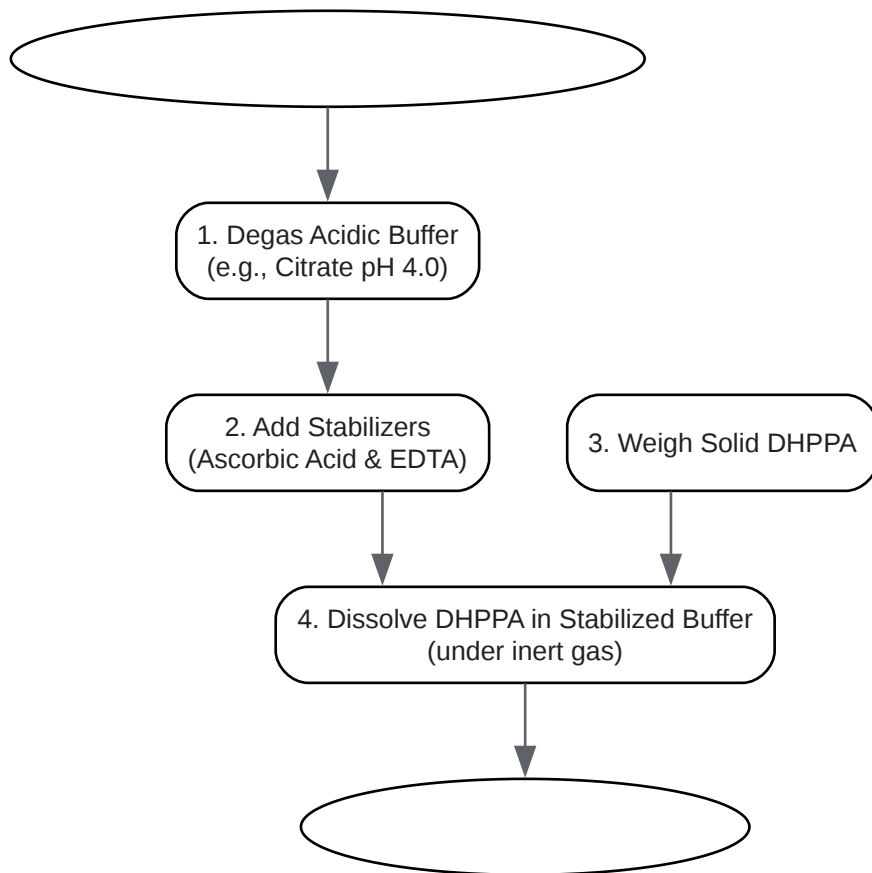 1. Degas Acidic Buffer
(e.g., Citrate pH 4.0)
2. Add Stabilizers
(Ascorbic Acid & EDTA)
3. Weigh Solid DHPPA
4. Dissolve DHPPA in Stabilized Buffer
(under inert gas)